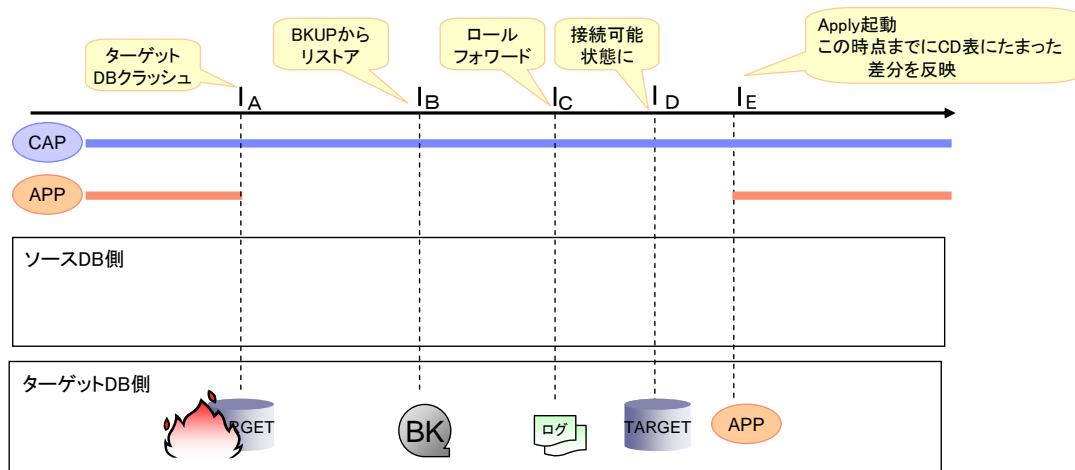 ターゲット
DBクラッシュ
BKUPから
リストア
ロール
フォワード
接続可能
状態に
Apply起動
この時点までにCD表にたまった
差分を反映
A
B
C
D
E
CAP
APP
ソースDB側
ターゲットDB側
RGET
BK
ログ
TARGET
APP